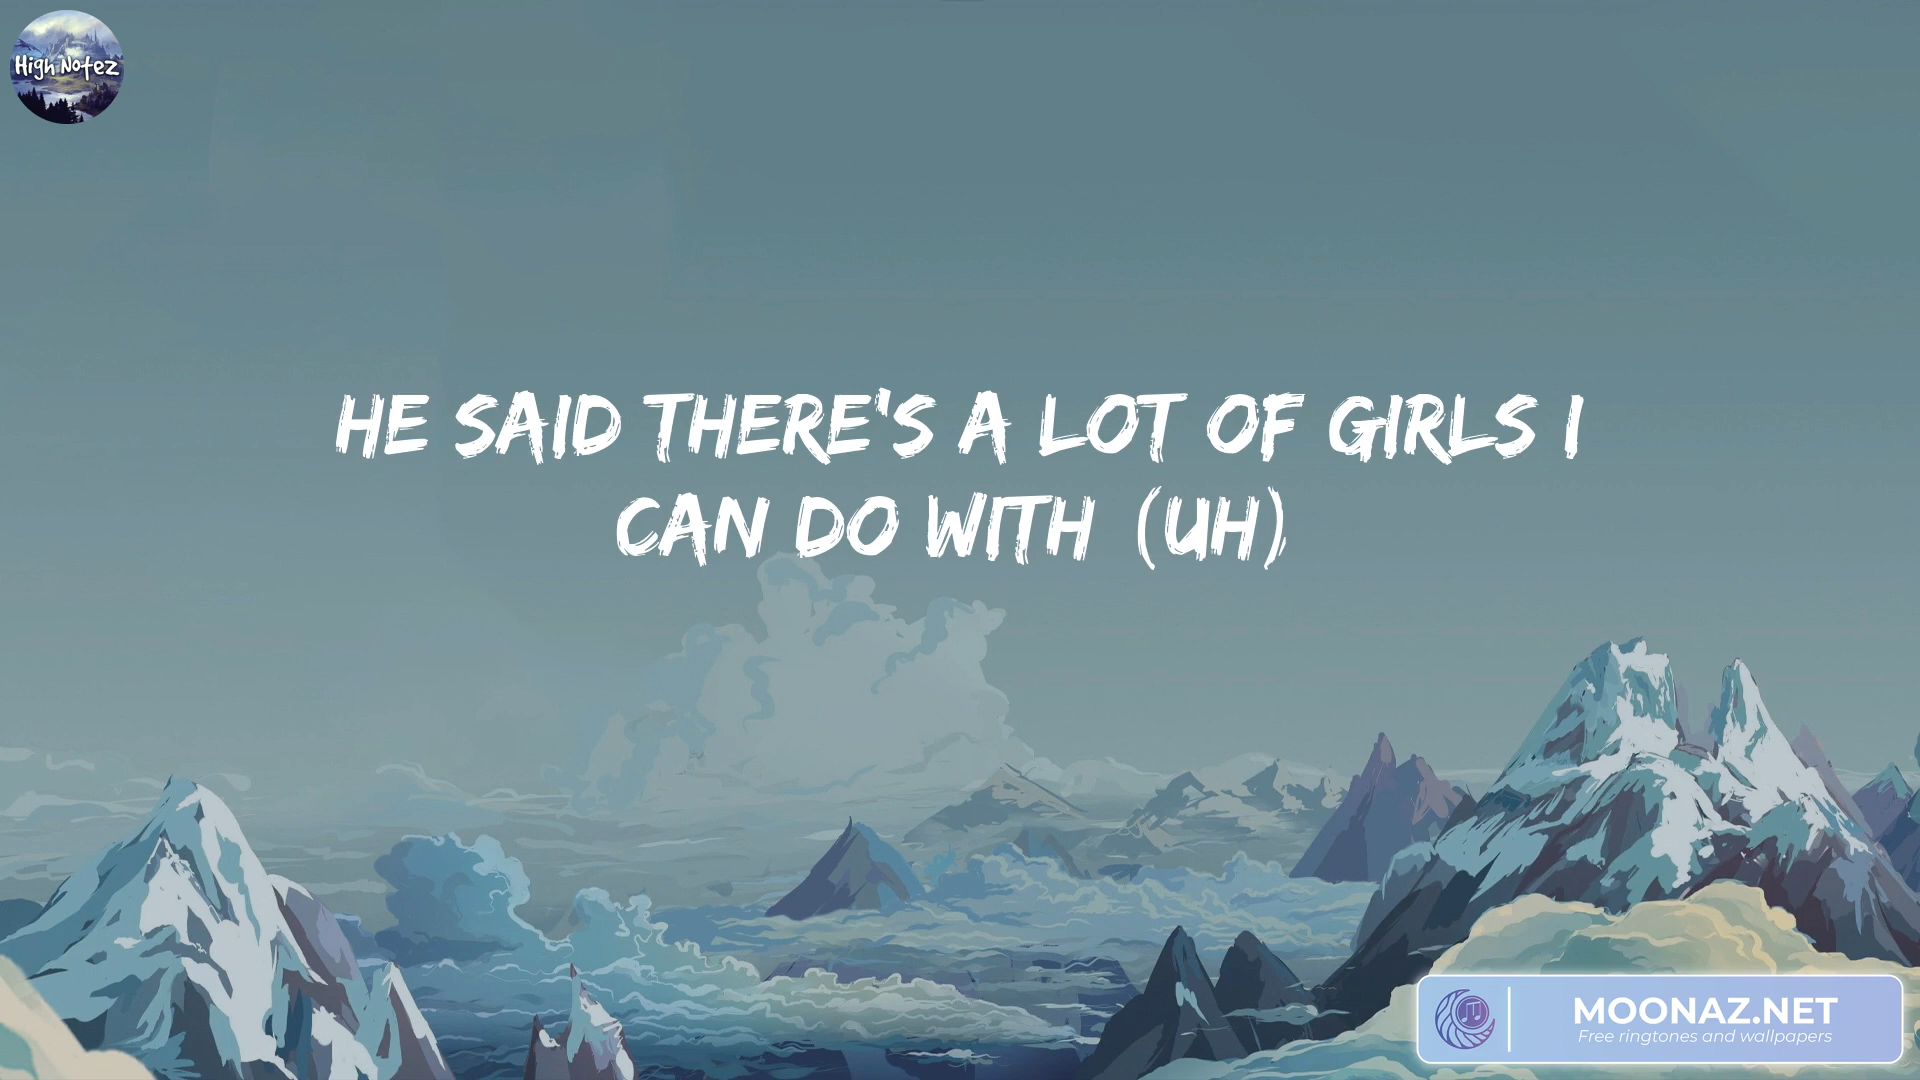 High Notez
HE SAID THERE'S A LOT OF GIRLS I
CAN DO WITH (UH)
MOONAZ.NET
Free ringtones and wallpapers